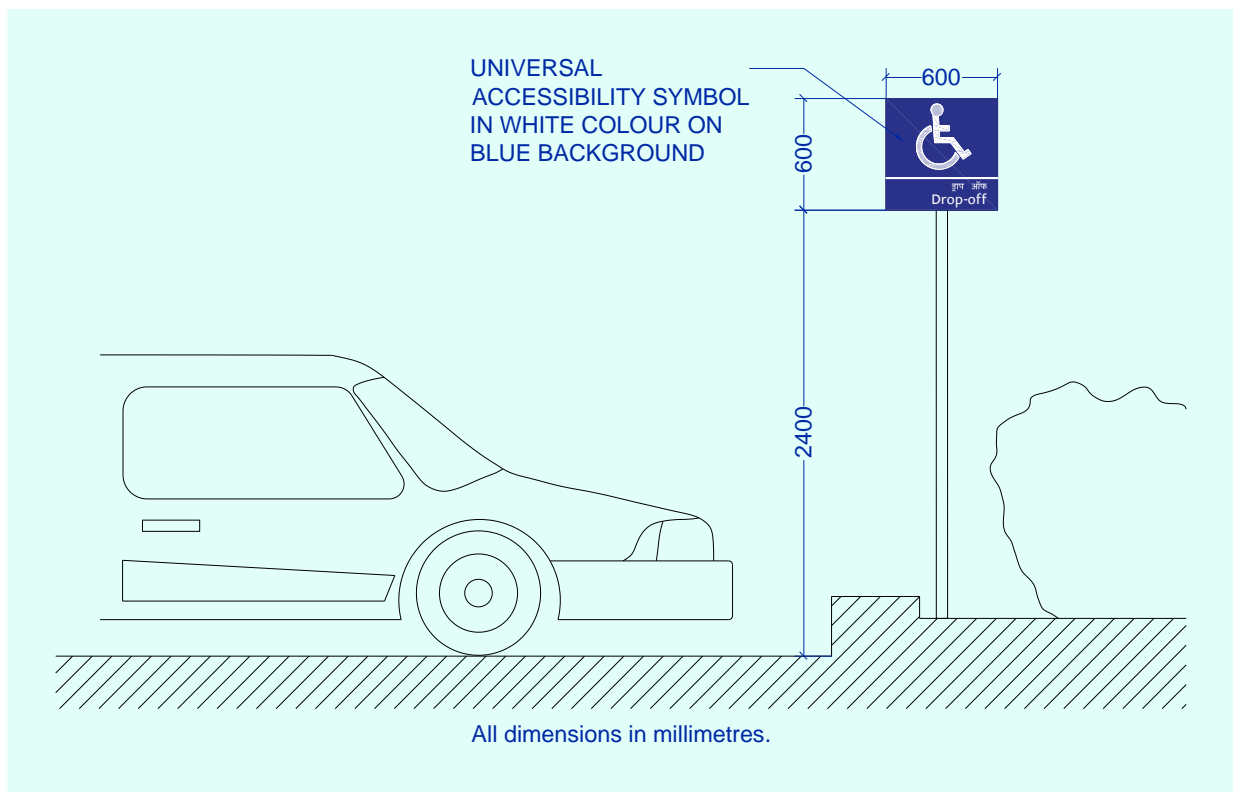 UNIVERSAL
ACCESSIBILITY SYMBOL
IN WHITE COLOUR ON
BLUE BACKGROUND
600
600
ड्राप ऑफ
Drop-off
2400
All dimensions in millimetres.